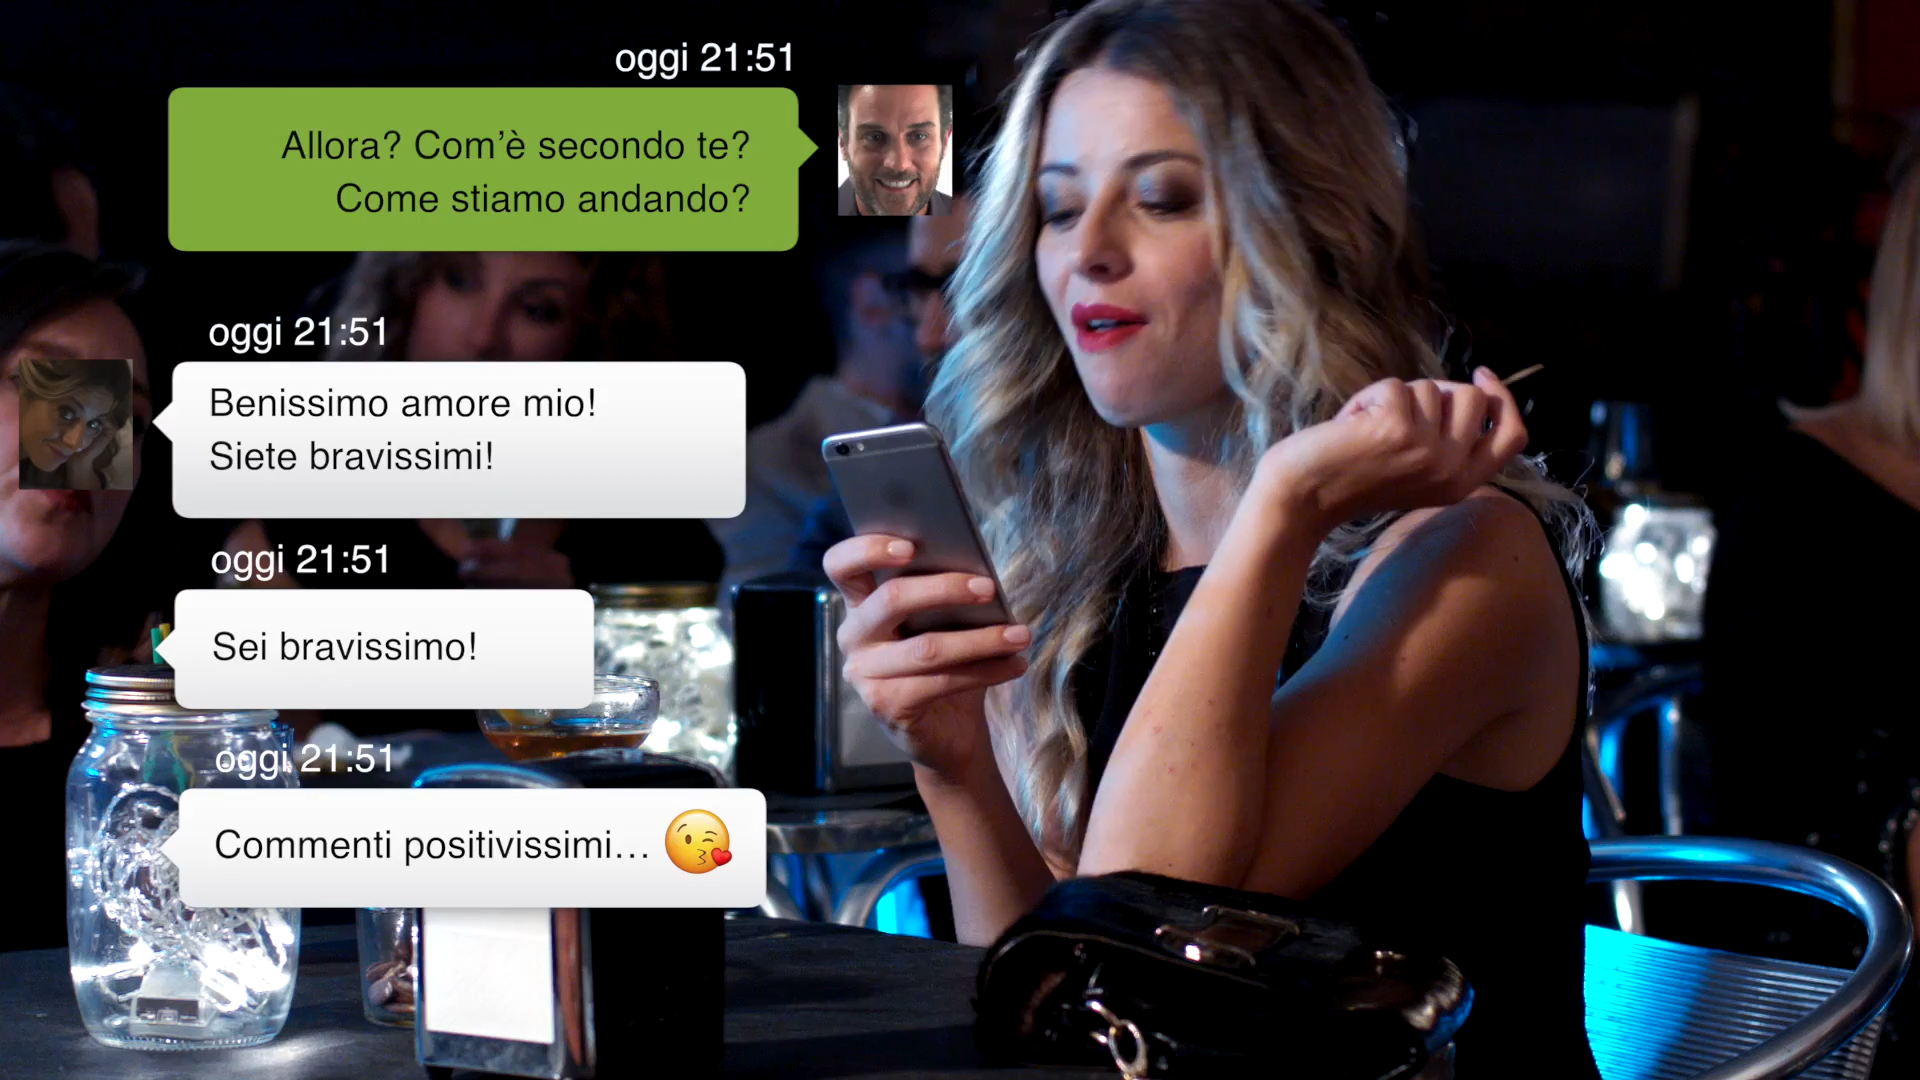 oggi 21:51
Allora? Com’è secondo te?
Come stiamo andando?
oggi 21:51
Benissimo amore mio!
Siete bravissimi!
oggi 21:51
Sei bravissimo!
oggi 21:51
Commenti positivissimi... 😘